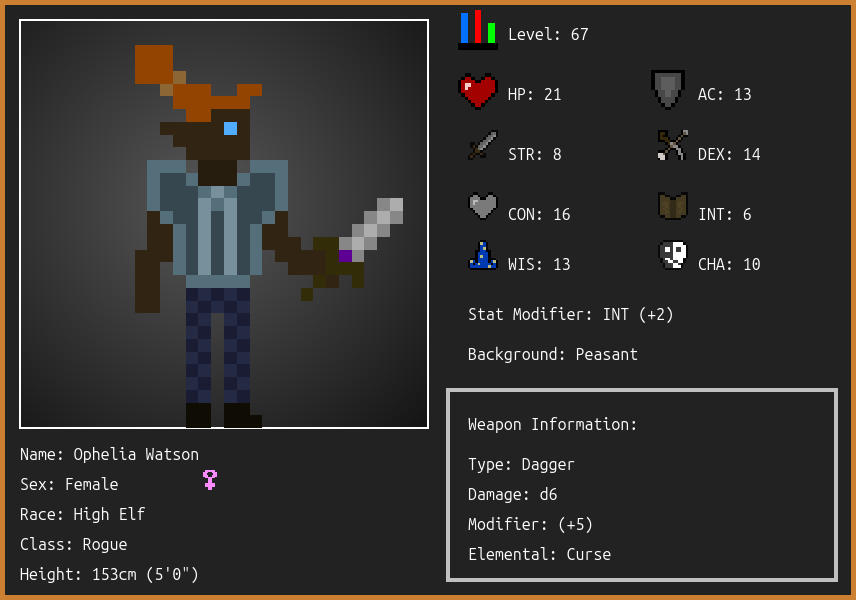 Level: 67
HP: 21
AC: 13
STR: 8
DEX: 14
CON: 16
INT: 6
WIS: 13
CHA: 10
Stat Modifier: INT (+2)
Background: Peasant
Weapon Information:
Type: Dagger
Damage: d6
Modifier: (+5)
Elemental: Curse
Name: Ophelia Watson
Sex: Female
Race: High Elf
Class: Rogue
Height: 153cm (5'0")